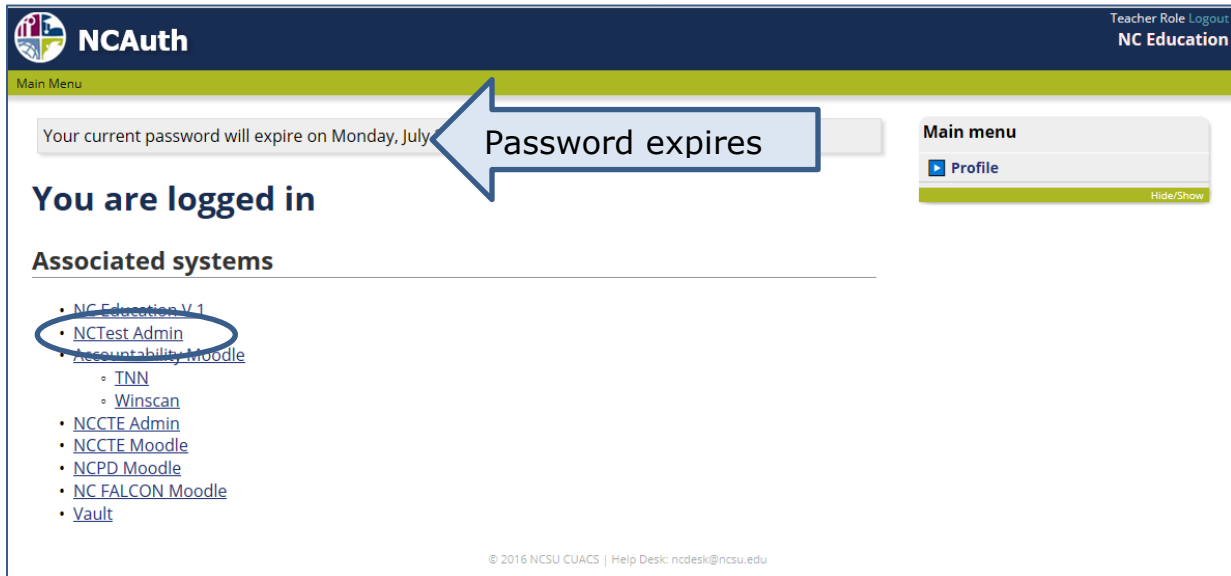 Teacher Role Logout
NCAuth
NC Education
Main Menu
Your current password will expire on Monday, July
Password expires
Main menu
Profile
Hide/Show
You are logged in
Associated systems
• NC Education V 1
• NCTest Admin
• Accountability Moodle
◦ TNN
◦ Winscan
• NCCTE Admin
• NCCTE Moodle
• NCPD Moodle
• NC FALCON Moodle
• Vault
© 2016 NCSU CUACS | Help Desk: ncdesk@ncsu.edu